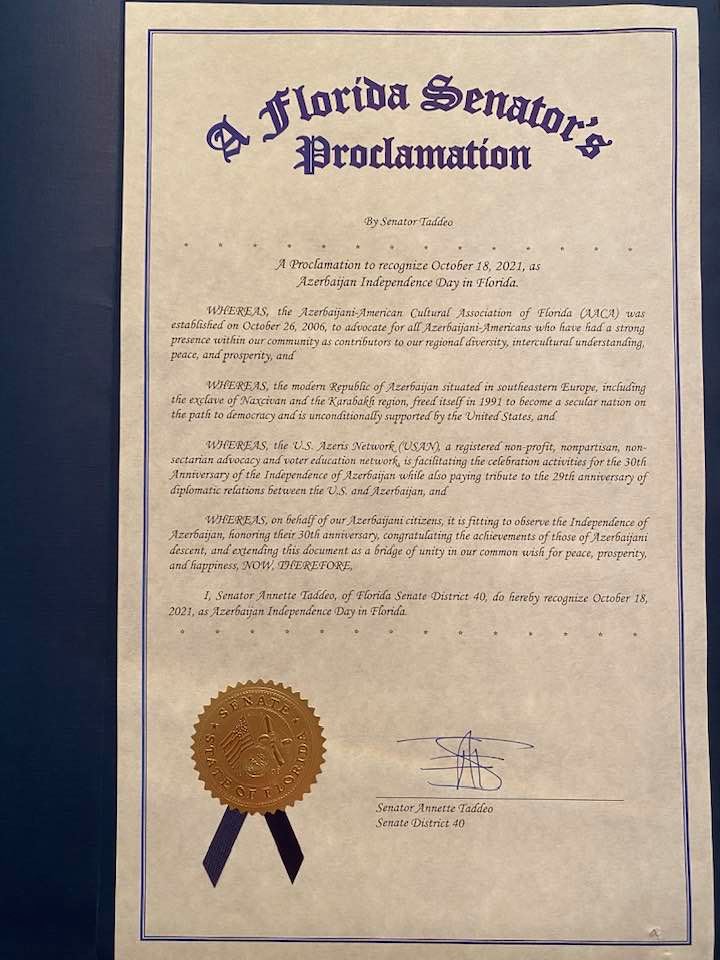 A Florida Senator's
Proclamation
By Senator Taddeo
* * * * * * * * * * * * * *
A Proclamation to recognize October 18, 2021, as
Azerbaijan Independence Day in Florida.
WHEREAS, the Azerbaijani-American Cultural Association of Florida (AACA) was
established on October 26, 2006, to advocate for all Azerbaijani-Americans who have had a strong
presence within our community as contributors to our regional diversity, intercultural understanding,
peace, and prosperity, and
WHEREAS, the modern Republic of Azerbaijan situated in southeastern Europe, including
the exclave of Naxcivan and the Karabakh region, freed itself in 1991 to become a secular nation on
the path to democracy and is unconditionally supported by the United States, and
WHEREAS, the U.S. Azeris Network (USAN), a registered non-profit, nonpartisan, non-
sectarian advocacy and voter education network, is facilitating the celebration activities for the 30th
Anniversary of the Independence of Azerbaijan while also paying tribute to the 29th anniversary of
diplomatic relations between the U.S. and Azerbaijan, and
WHEREAS, on behalf of our Azerbaijani citizens, it is fitting to observe the Independence of
Azerbaijan, honoring their 30th anniversary, congratulating the achievements of those of Azerbaijani
descent, and extending this document as a bridge of unity in our common wish for peace, prosperity,
and happiness, NOW, THEREFORE,
I, Senator Annette Taddeo, of Florida Senate District 40, do hereby recognize October 18,
2021, as Azerbaijan Independence Day in Florida.
* * * * * * * * * * * * * *
SENATE
STATE OF FLORIDA
Senator Annette Taddeo
Senate District 40